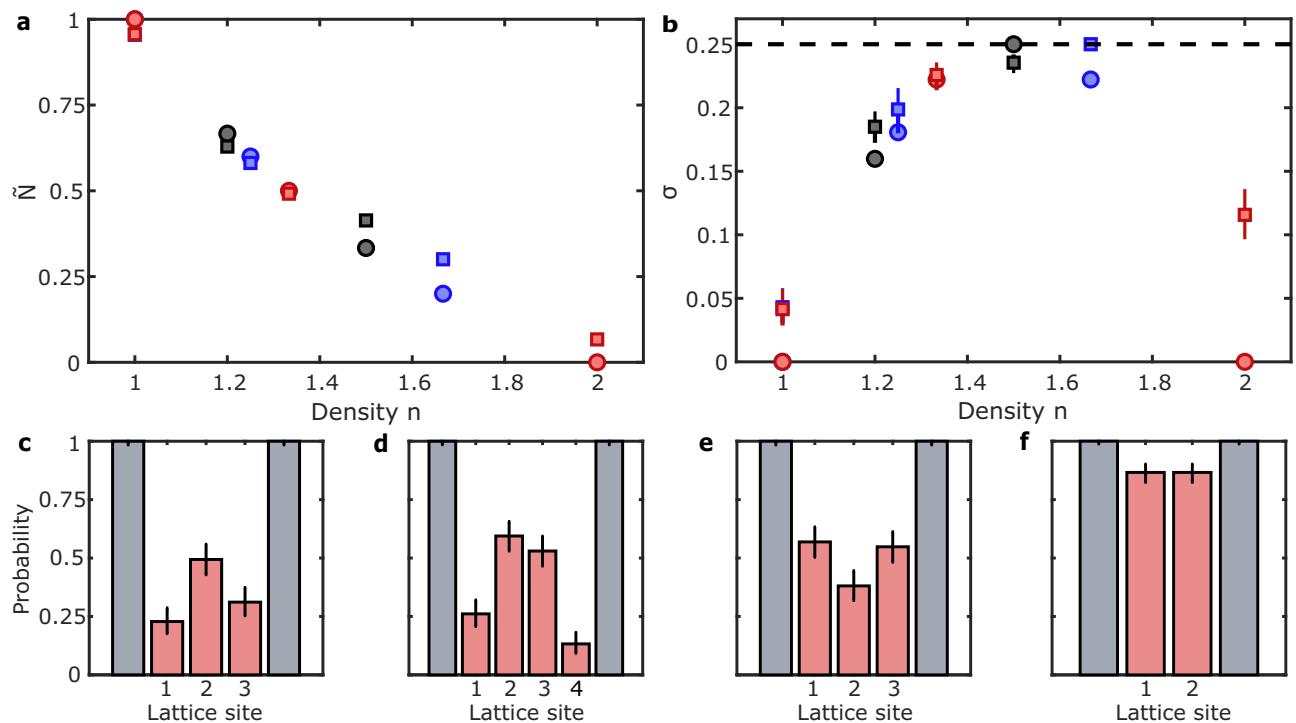 a
1
0.75
0.5
0.25
0
Ñ
1 1.2 1.4 1.6 1.8 2
Density n
b
0.25
0.2
0.15
0.1
0.05
0
σ
1 1.2 1.4 1.6 1.8 2
Density n
c
1
0.75
0.5
0.25
0
Probability
1 2 3
Lattice site
d
1 2 3 4
Lattice site
e
1 2 3
Lattice site
f
1 2
Lattice site